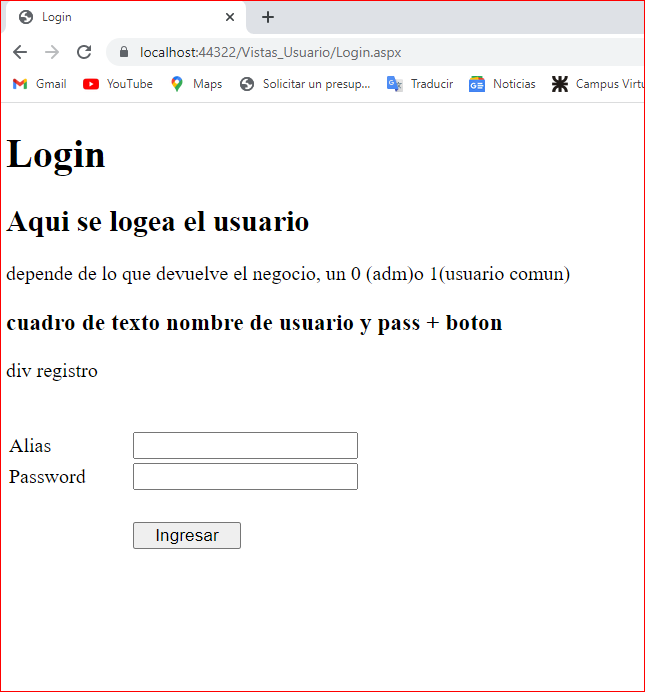 Login
localhost:44322/Vistas_Usuario/Login.aspx
Gmail YouTube Maps Solicitar un presup... Traducir Noticias Campus Virtu
Login
Aqui se logea el usuario
depende de lo que devuelve el negocio, un 0 (adm)o 1(usuario comun)
cuadro de texto nombre de usuario y pass + boton
div registro
Alias
Password
Ingresar